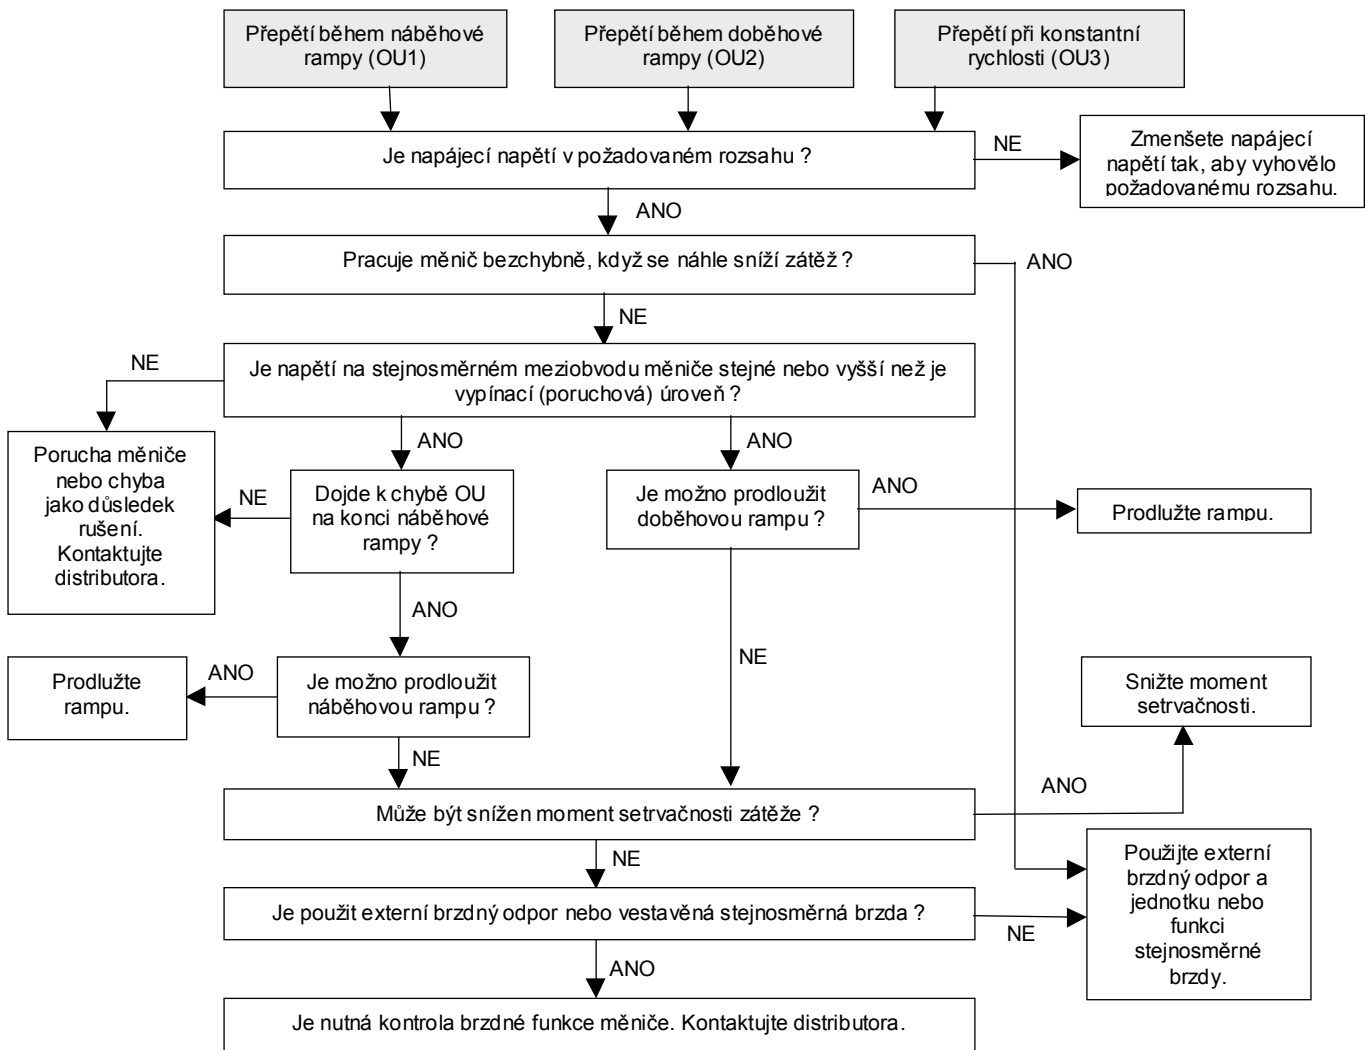 Přepětí během náběhové
rampy (OU1)
Přepětí během doběhové
rampy (OU2)
Přepětí při konstantní
rychlosti (OU3)
Je napájecí napětí v požadovaném rozsahu ?
NE
Zmenšete napájecí
napětí tak, aby vyhovělo
požadovanému rozsahu.
ANO
Pracuje měnič bezchybně, když se náhle sníží zátěž ?
ANO
NE
Je napětí na stejnosměrném meziobvodu měniče stejné nebo vyšší než je
vypínací (poruchová) úroveň ?
NE
Porucha měniče
nebo chyba
jako důsledek
rušení.
Kontaktujte
distributora.
ANO
ANO
NE
Dojde k chybě OU
na konci náběhové
rampy ?
Je možno prodloužit
doběhovou rampu ?
ANO
Prodlužte rampu.
ANO
NE
Prodlužte
rampu.
ANO
Je možno prodloužit
náběhovou rampu ?
Snižte moment
setrvačnosti.
NE
ANO
Může být snížen moment setrvačnosti zátěže ?
NE
Použijte externí
brzdný odpor a
jednotku nebo
funkci
stejnosměrné
brzdy.
Je použit externí brzdný odpor nebo vestavěná stejnosměrná brzda ?
NE
ANO
Je nutná kontrola brzdné funkce měniče. Kontaktujte distributora.